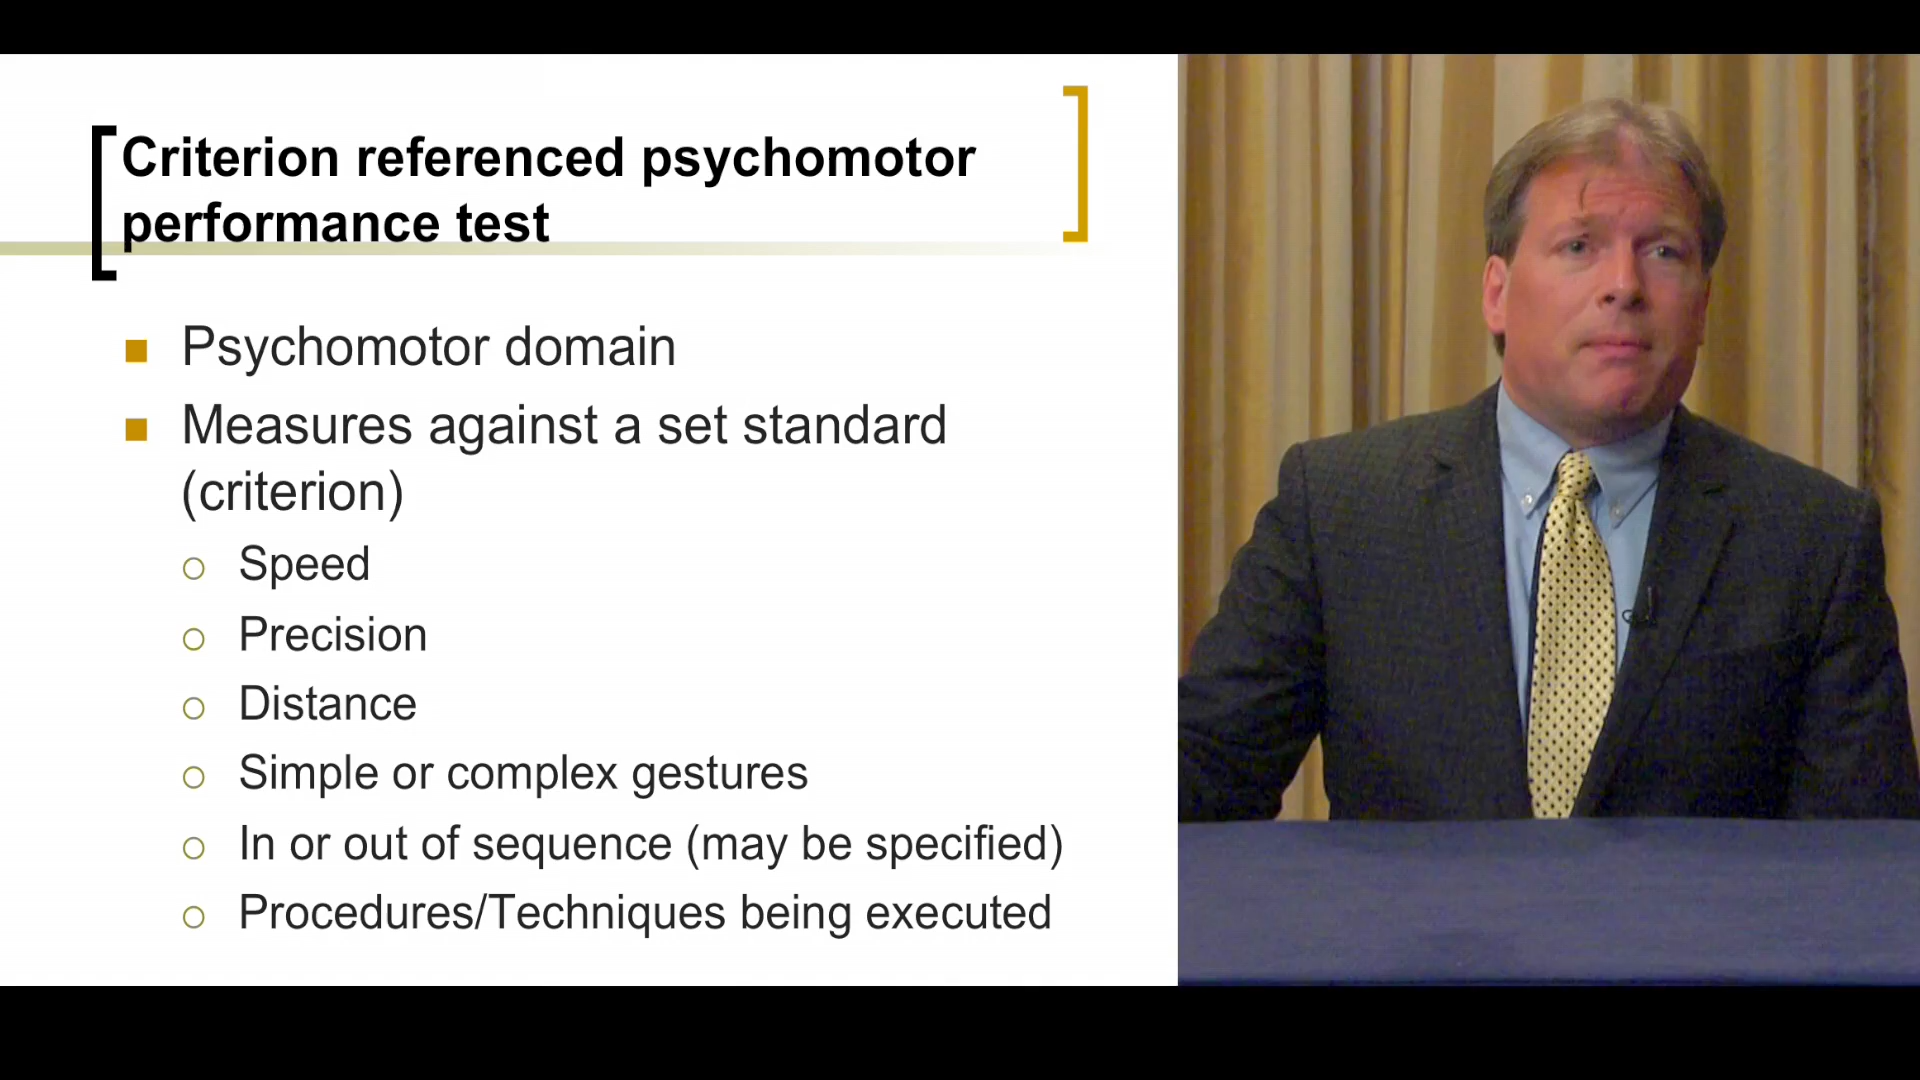 Criterion referenced psychomotor
performance test
Psychomotor domain
Measures against a set standard
(criterion)
Speed
Precision
Distance
Simple or complex gestures
In or out of sequence (may be specified)
Procedures/Techniques being executed